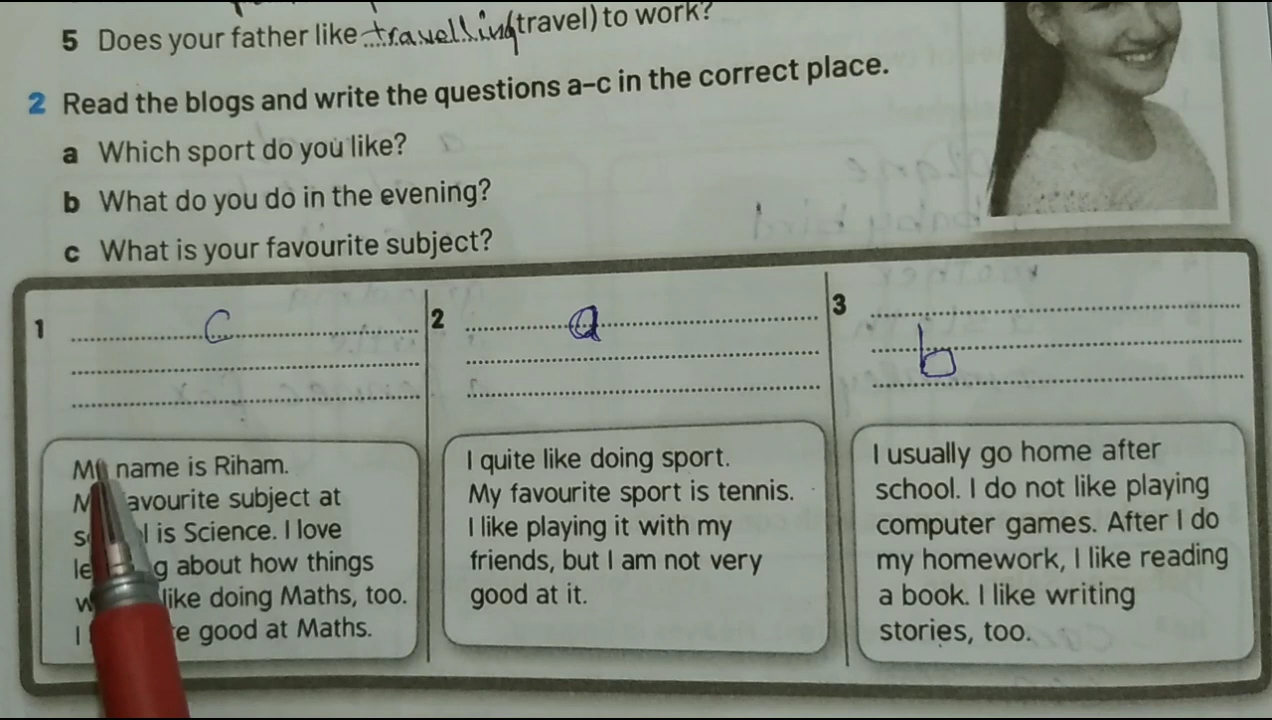 5 Does your father like travelling (travel) to work?
2 Read the blogs and write the questions a–c in the correct place.
a Which sport do you like?
b What do you do in the evening?
c What is your favourite subject?
1 c
2 a
3
b
My name is Riham.
My favourite subject at
is Science. I love
about how things
like doing Maths, too.
I good at Maths.
I quite like doing sport.
My favourite sport is tennis.
I like playing it with my
friends, but I am not very
good at it.
I usually go home after
school. I do not like playing
computer games. After I do
my homework, I like reading
a book. I like writing
stories, too.